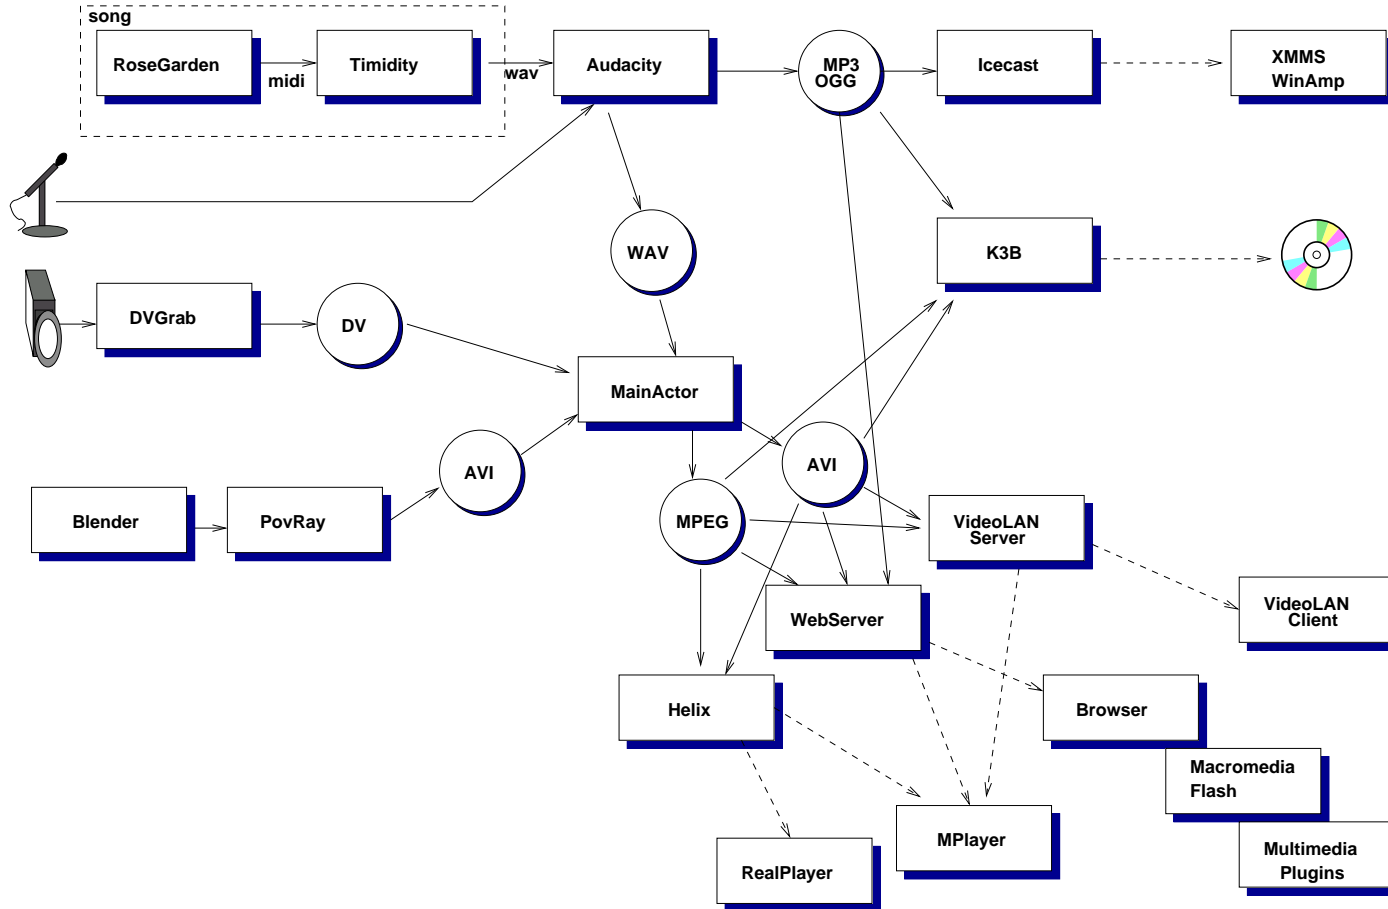 song
RoseGarden
midi
Timidity
wav
Audacity
MP3
OGG
Icecast
XMMS
WinAmp
WAV
K3B
DVGrab
DV
MainActor
AVI
AVI
Blender
PovRay
MPEG
VideoLAN
Server
WebServer
VideoLAN
Client
Helix
Browser
Macromedia
Flash
MPlayer
RealPlayer
Multimedia
Plugins